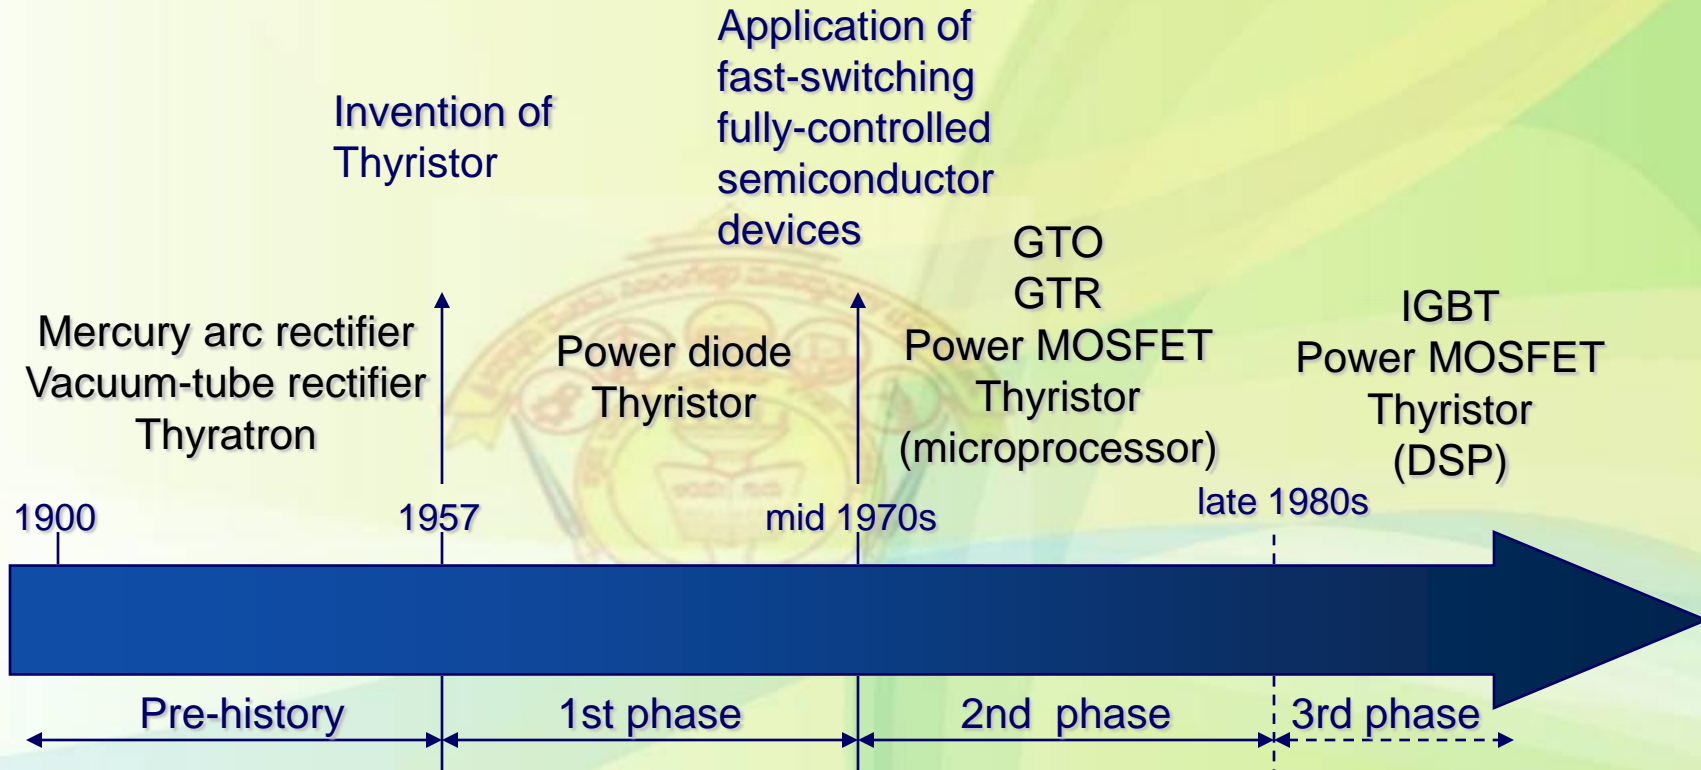 Application of
fast-switching
fully-controlled
semiconductor
devices
Invention of
Thyristor
Mercury arc rectifier
Vacuum-tube rectifier
Thyratron
Power diode
Thyristor
GTO
GTR
Power MOSFET
Thyristor
(microprocessor)
IGBT
Power MOSFET
Thyristor
(DSP)
1900
1957
mid 1970s
late 1980s
Pre-history
1st phase
2nd phase
3rd phase